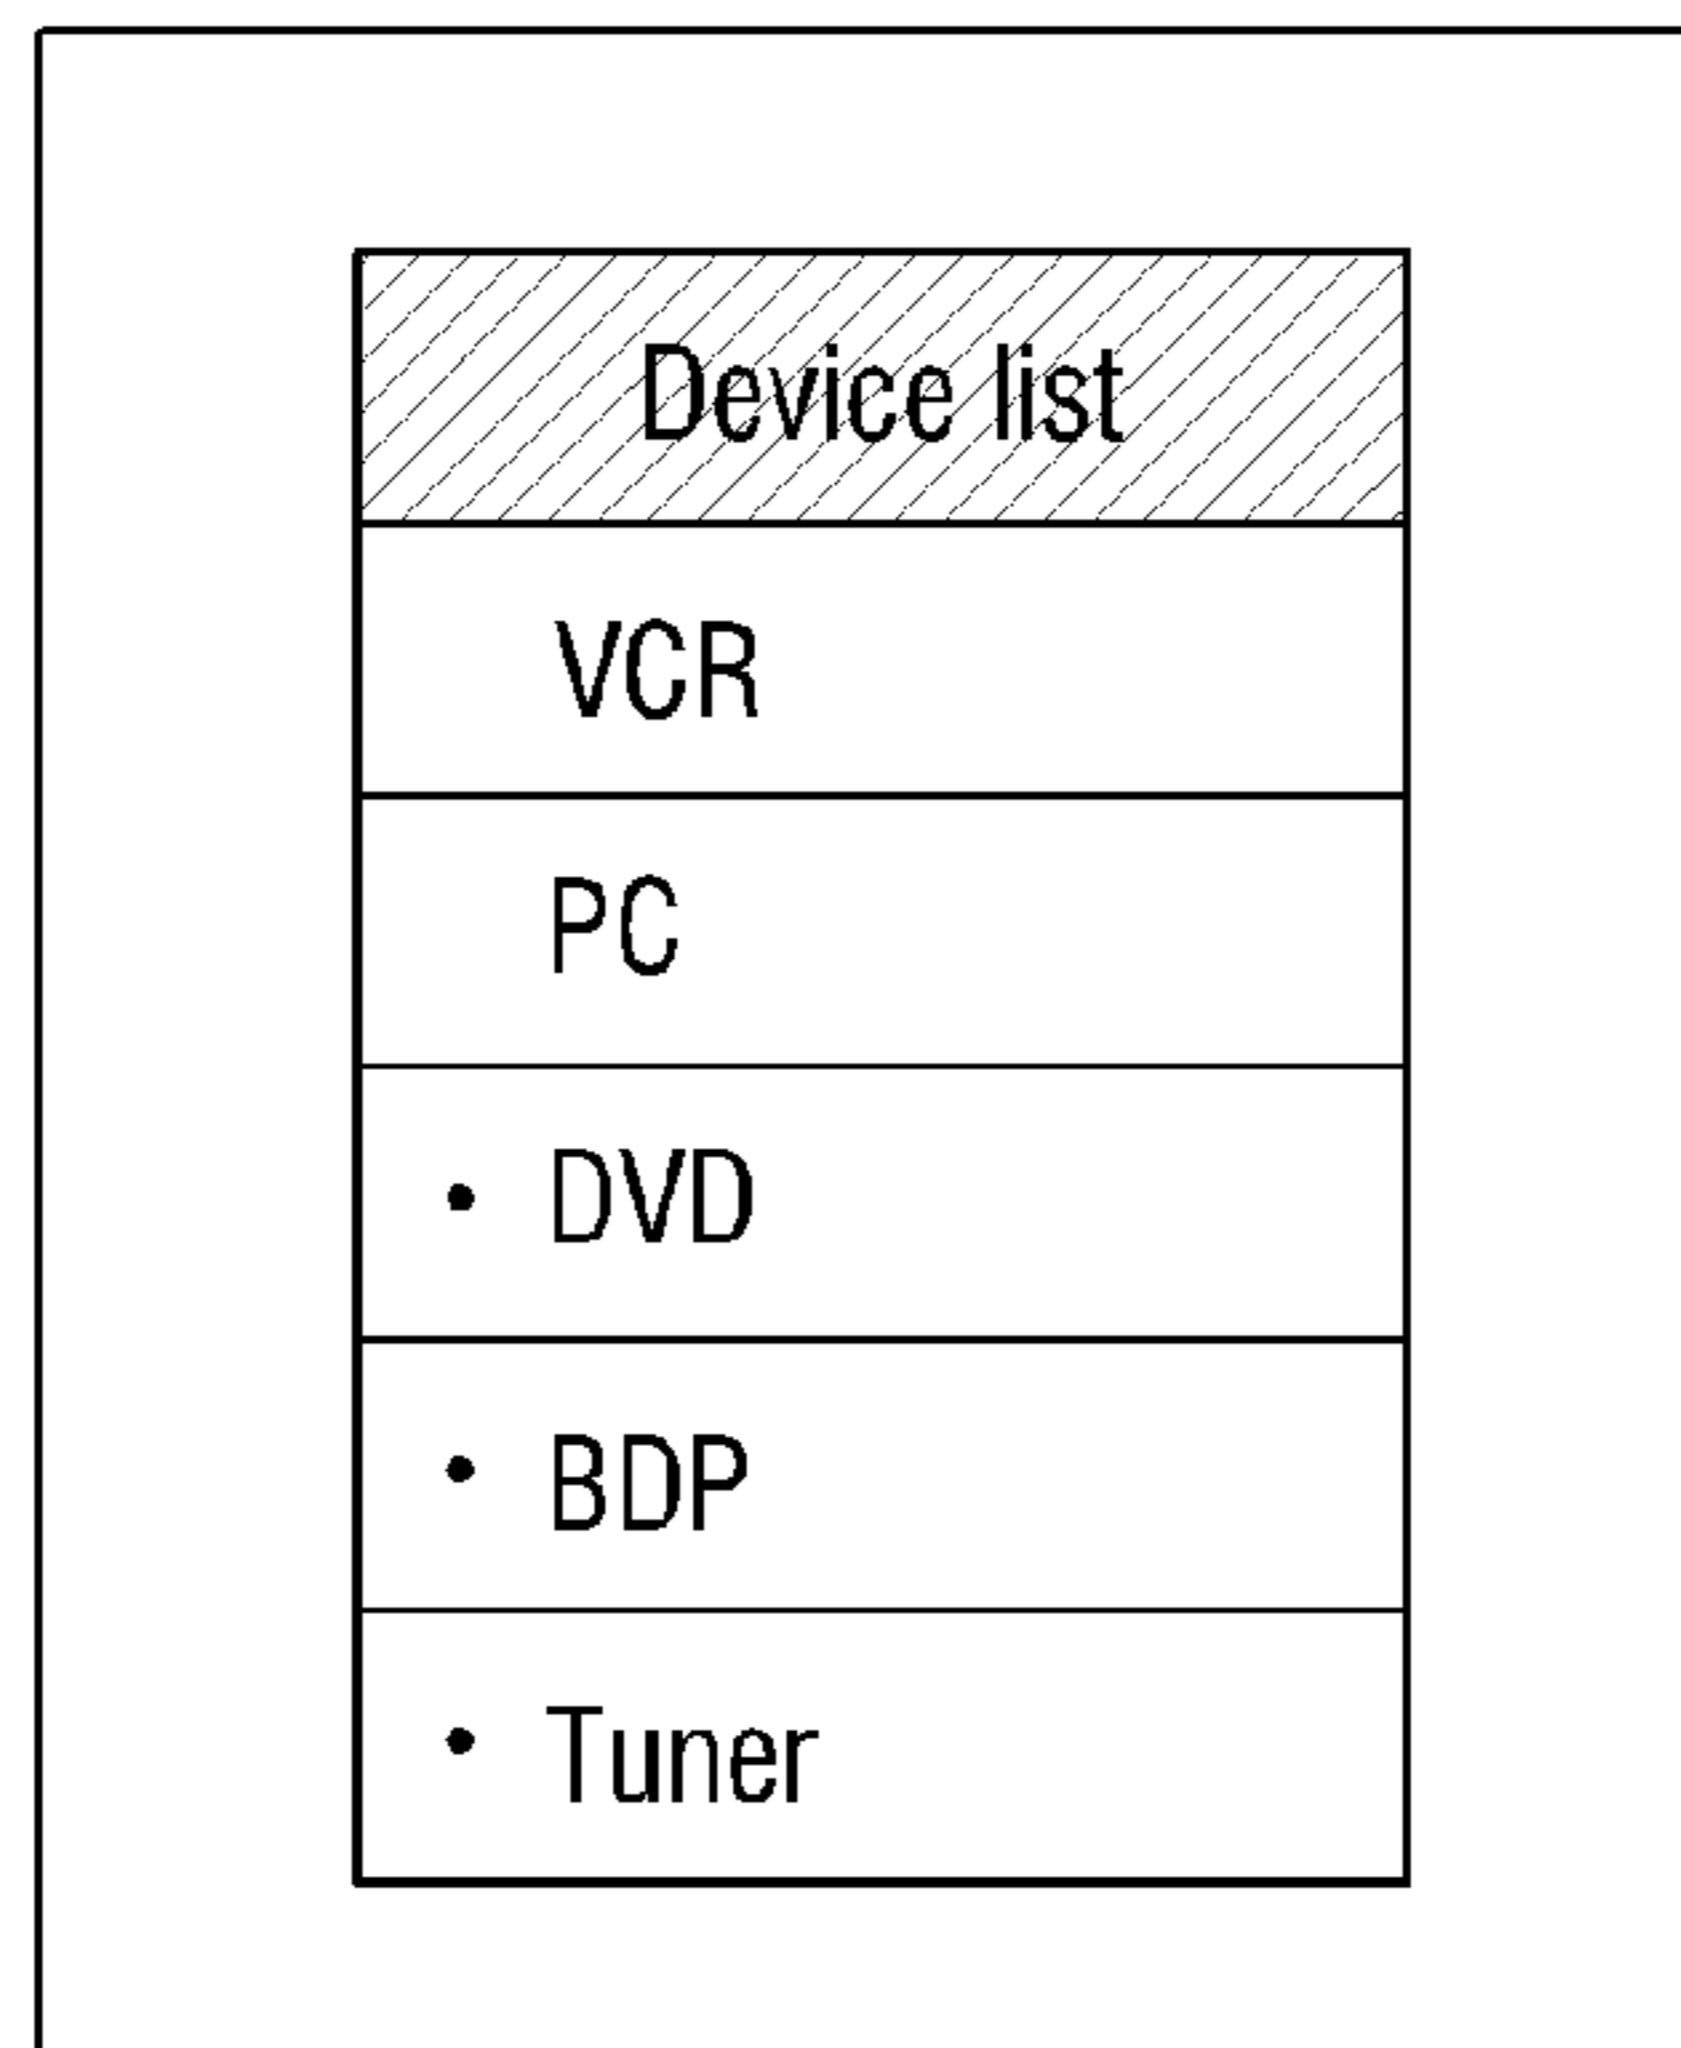 Device list
VCR
PC
• DVD
• BDP
• Tuner